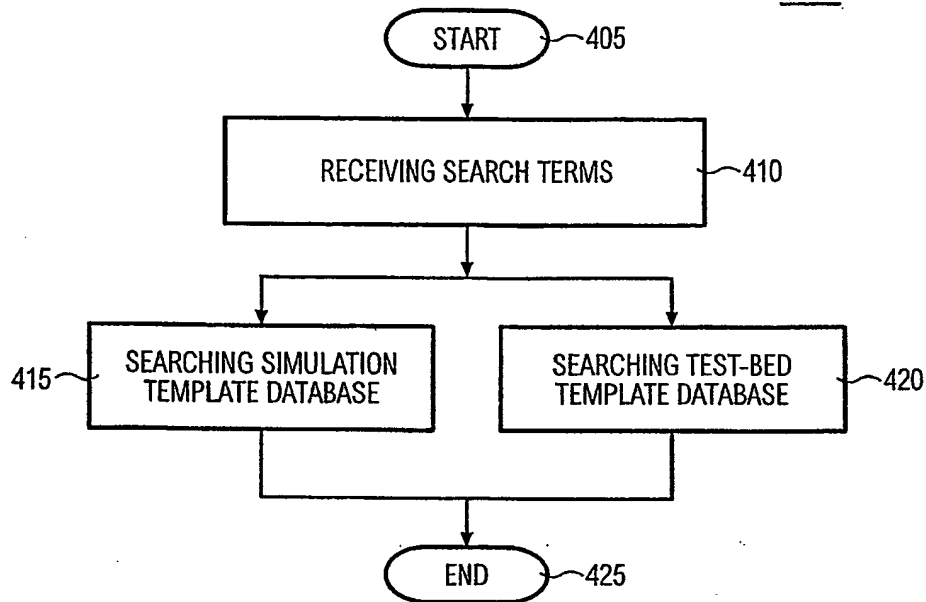 START 405
RECEIVING SEARCH TERMS 410
415 SEARCHING SIMULATION
TEMPLATE DATABASE
SEARCHING TEST-BED
TEMPLATE DATABASE 420
END 425